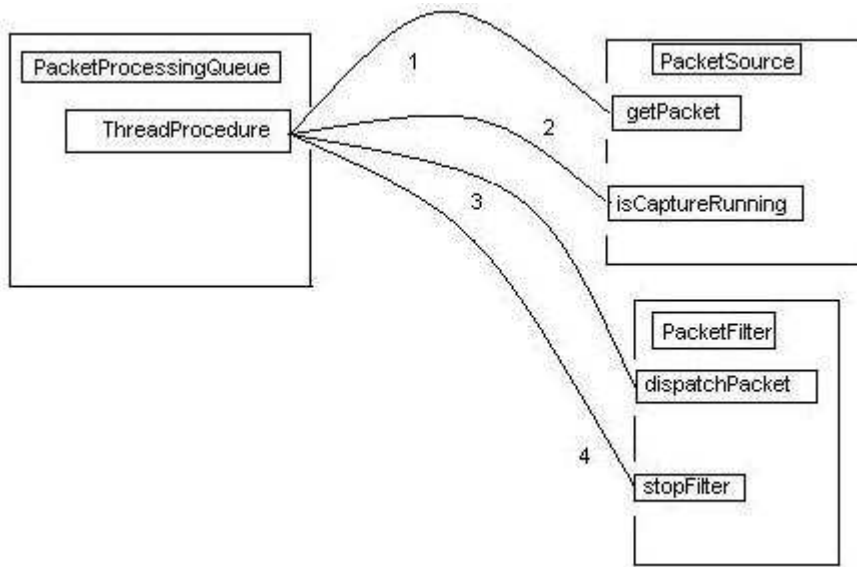 PacketProcessingQueue
ThreadProcedure
1
2
3
4
PacketSource
getPacket
isCaptureRunning
PacketFilter
dispatchPacket
stopFilter